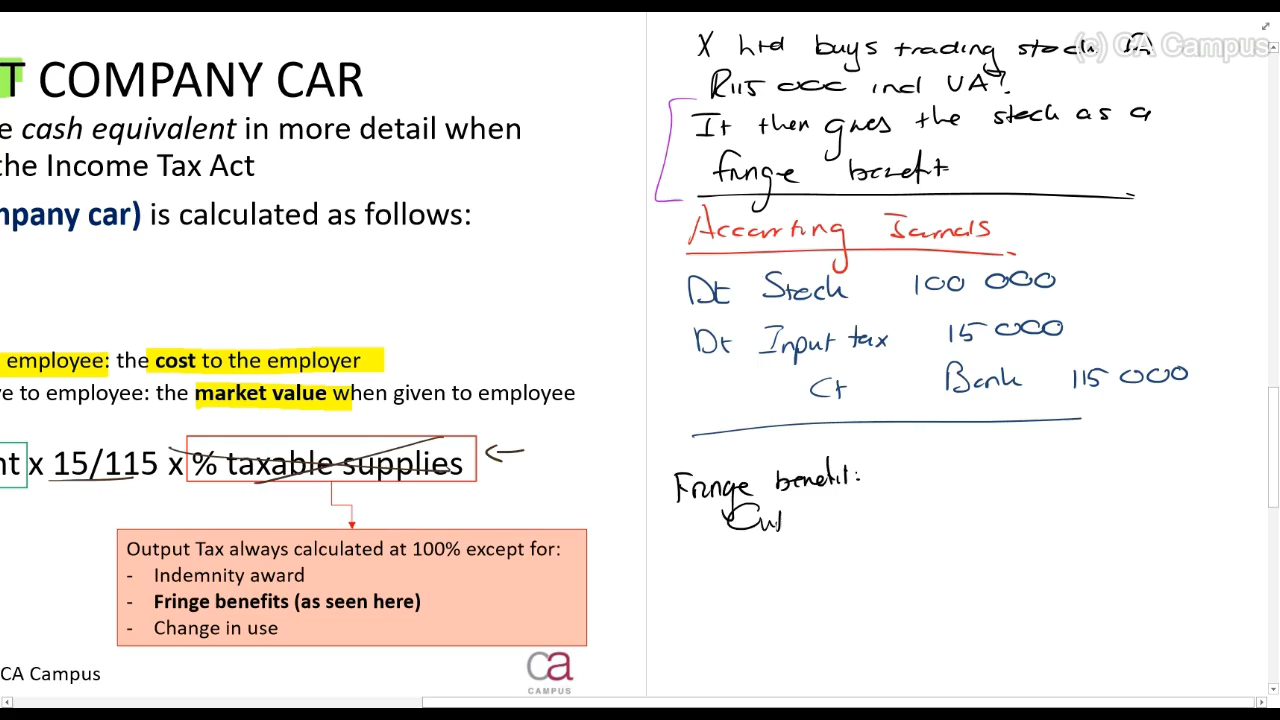 T COMPANY CAR
e cash equivalent in more detail when
the Income Tax Act
mpany car) is calculated as follows:
employee: the cost to the employer
ve to employee: the market value when given to employee
nt x 15/115 x % taxable supplies
Output Tax always calculated at 100% except for:
- Indemnity award
- Fringe benefits (as seen here)
- Change in use
CA Campus
ca
CAMPUS
(c) CA Campus
X Ltd buys trading stock
R115 000 incl VAT.
It then gives the stock as a
fringe benefit
Accounting Journals
Dt Stock 100 000
Dt Input tax 15 000
Ct Bank 115 000
Fringe benefit: